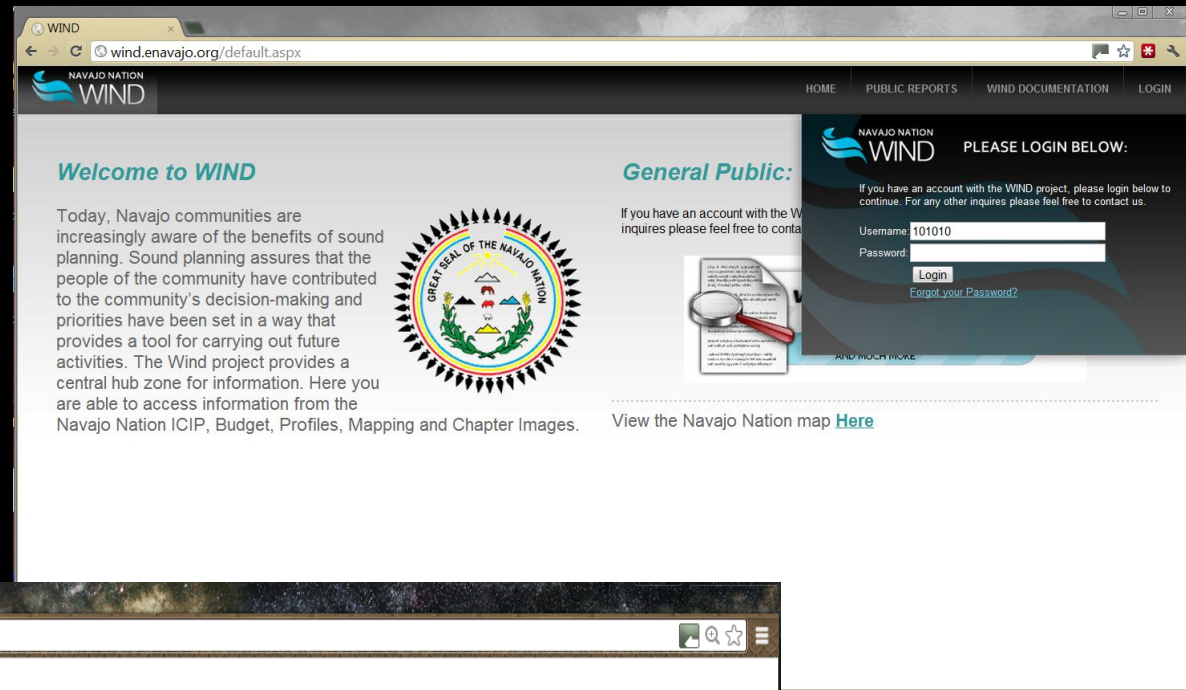 WIND
wind.enavajo.org/default.aspx
NAVAJO NATION
WIND
HOME
PUBLIC REPORTS
WIND DOCUMENTATION
LOGIN
Welcome to WIND
Today, Navajo communities are
increasingly aware of the benefits of sound
planning. Sound planning assures that the
people of the community have contributed
to the community's decision-making and
priorities have been set in a way that
provides a tool for carrying out future
activities. The Wind project provides a
central hub zone for information. Here you
are able to access information from the
Navajo Nation ICIP, Budget, Profiles, Mapping and Chapter Images.
GREAT SEAL OF THE NAVAJO NATION
General Public:
If you have an account with the W
inquires please feel free to conta
AND MUCH MORE
View the Navajo Nation map Here
NAVAJO NATION
WIND
PLEASE LOGIN BELOW:
If you have an account with the WIND project, please login below to
continue. For any other inquires please feel free to contact us.
Username: 101010
Password:
Login
Forgot your Password?